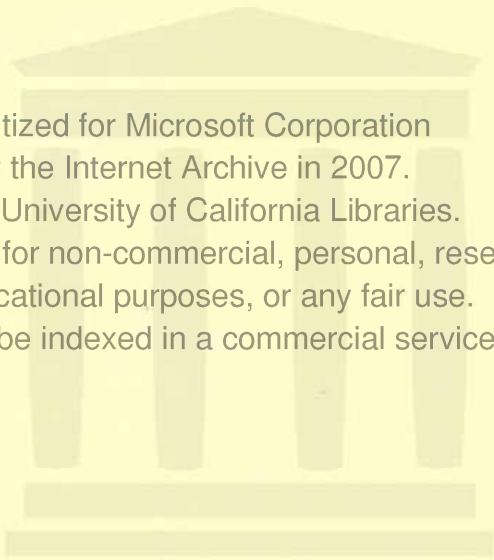 tized for Microsoft Corporation
the Internet Archive in 2007.
University of California Libraries.
for non-commercial, personal, rese
cational purposes, or any fair use.
be indexed in a commercial service